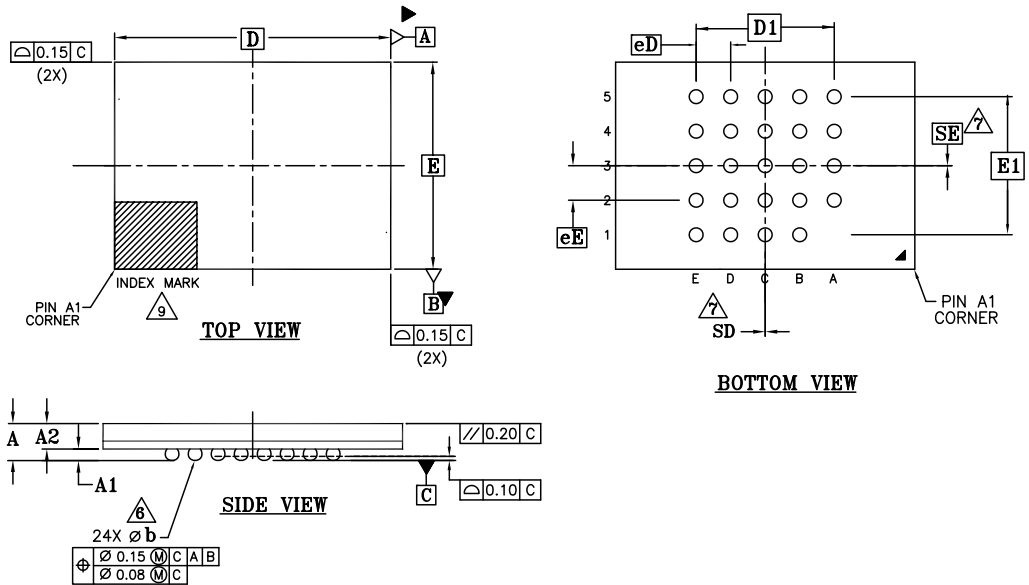 D
A
⌓ 0.15 C
(2X)
E
INDEX MARK
9
PIN A1
CORNER
B
⌓ 0.15 C
(2X)
TOP VIEW
D1
eD
5
4
3
2
1
SE
7
E1
eE
E D C B A
7
SD
PIN A1
CORNER
BOTTOM VIEW
A
A2
A1
// 0.20 C
C
⌓ 0.10 C
SIDE VIEW
6
24X Ø b
⌖ Ø 0.15 Ⓜ C A B
Ø 0.08 Ⓜ C